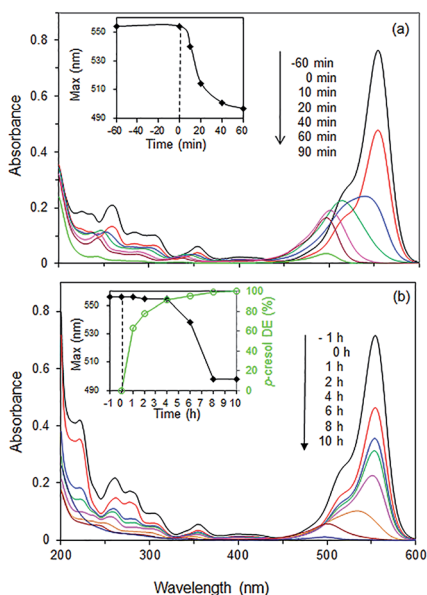 0.8
0.6
0.4
0.2
0
Absorbance
550
530
510
490
Max (nm)
-60 -40 -20 0 20 40 60
Time (min)
(a)
-60 min
0 min
10 min
20 min
40 min
60 min
90 min
0.8
0.6
0.4
0.2
0
Absorbance
550
530
510
490
Max (nm)
100
80
60
40
20
0
ρ-cresol DE (%)
-1 0 1 2 3 4 5 6 7 8 9 10
Time (h)
(b)
- 1 h
0 h
1 h
2 h
4 h
6 h
8 h
10 h
200 300 400 500 600
Wavelength (nm)